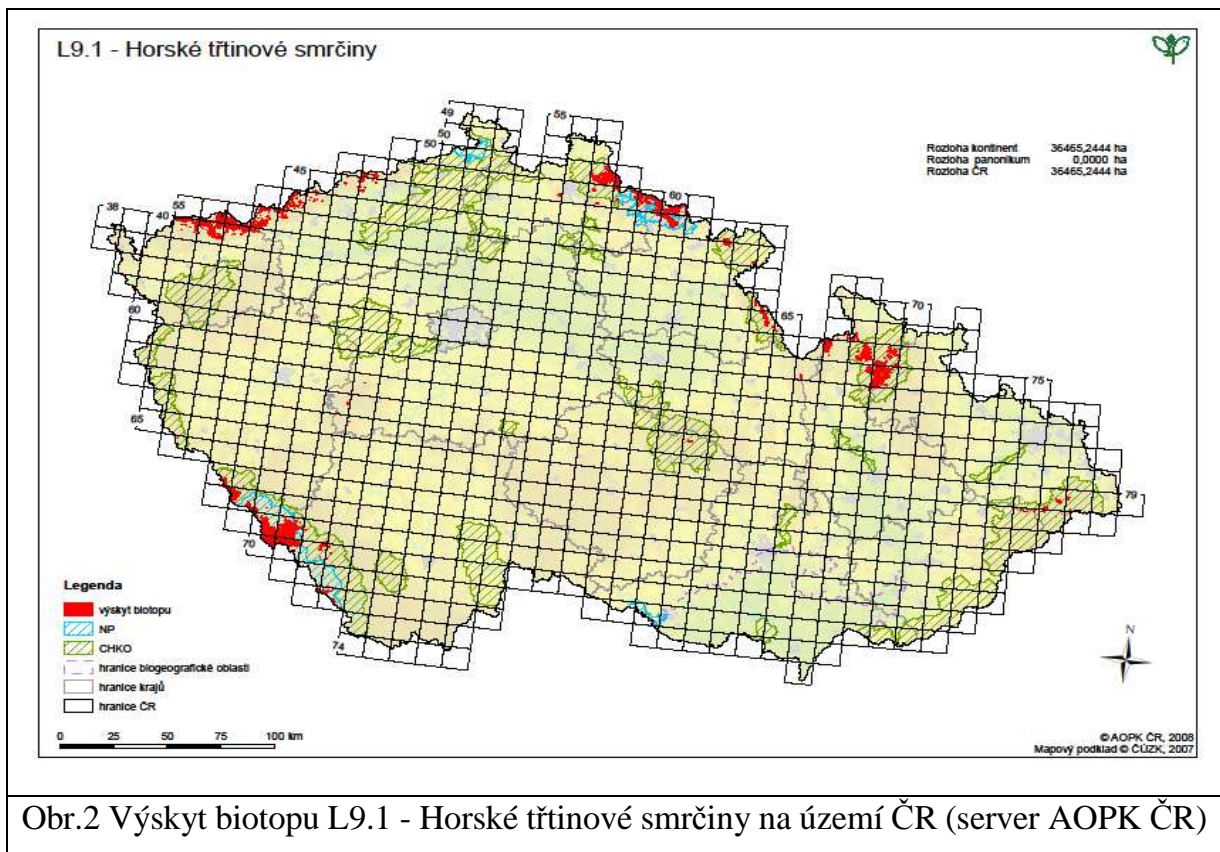 L9.1 - Horské třtinové smrčiny
49
50
50
55
45
55
40
38
60
60
65
65
70
70
74
75
79
Rozloha kontinent 36465,2444 ha
Rozloha panonikum 0,0000 ha
Rozloha ČR 36465,2444 ha
Legenda
výskyt biotopu
NP
CHKO
hranice biogeografické oblasti
hranice krajů
hranice ČR
0 25 50 75 100 km
N
© AOPK ČR, 2008
Mapový podklad © ČÚZK, 2007
Obr.2 Výskyt biotopu L9.1 - Horské třtinové smrčiny na území ČR (server AOPK ČR)